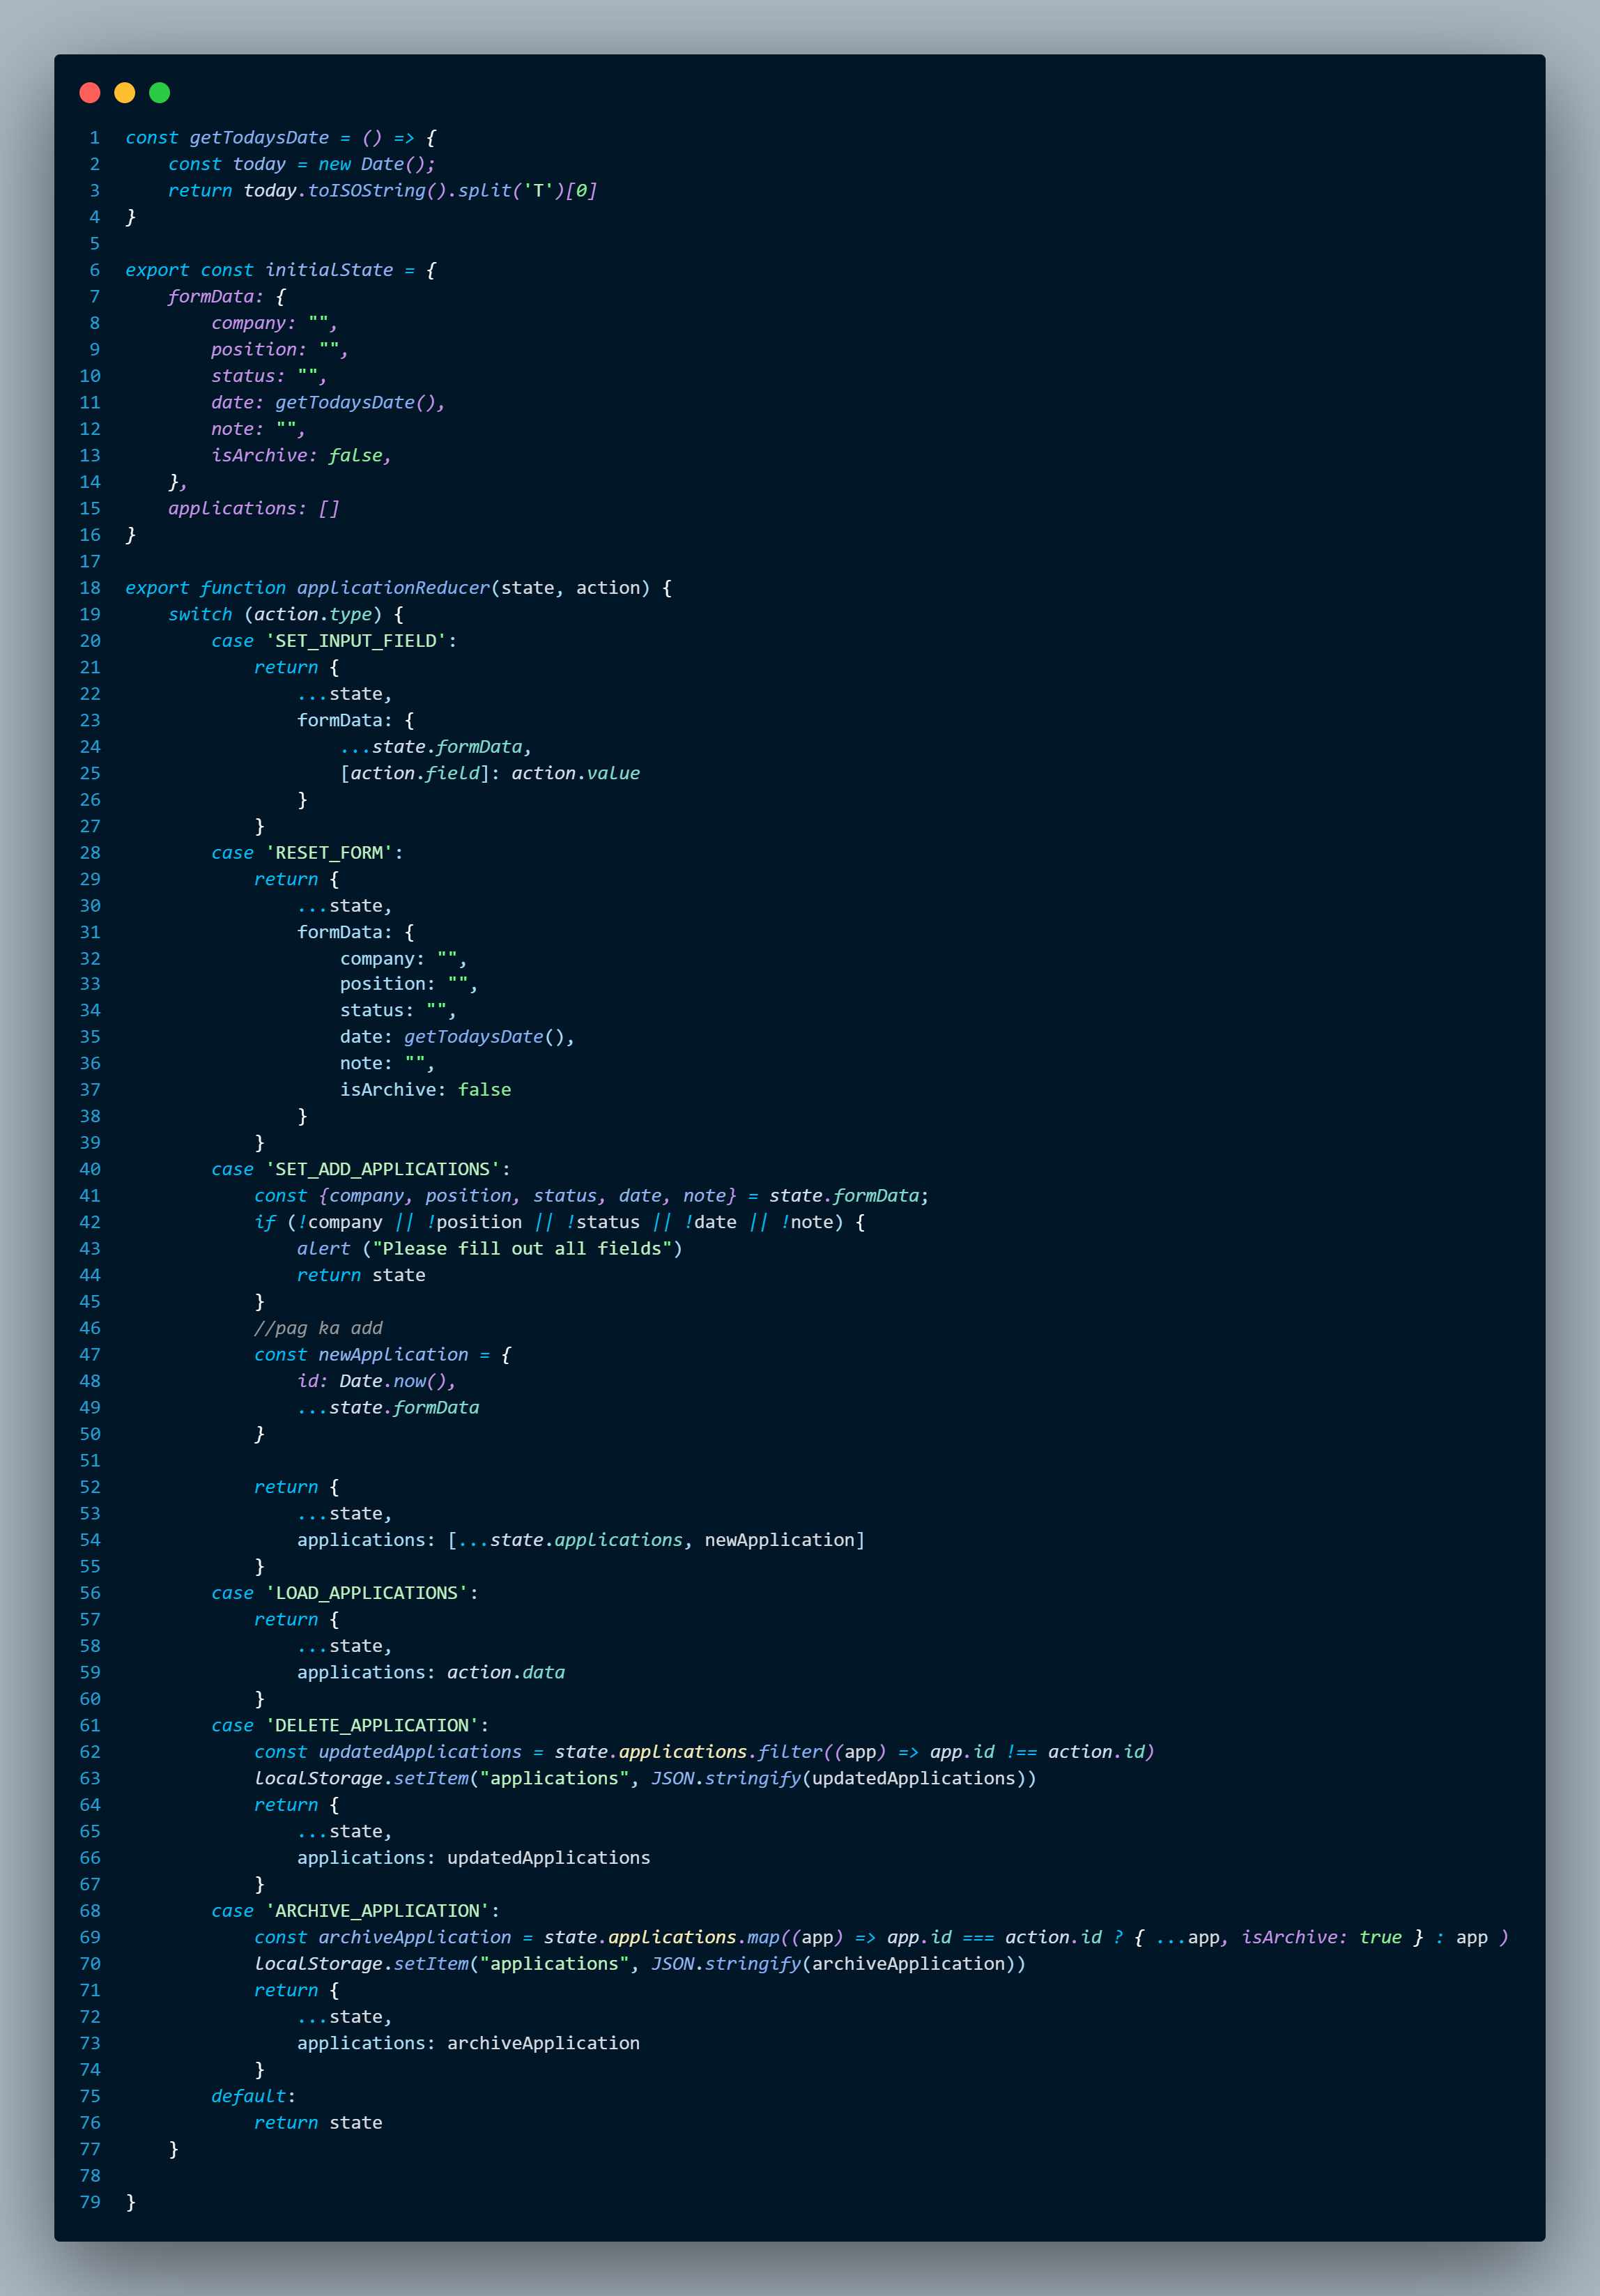 1 const getTodaysDate = () => {
2     const today = new Date();
3     return today.toISOString().split('T')[0]
4 }
5
6 export const initialState = {
7     formData: {
8         company: "",
9         position: "",
10         status: "",
11         date: getTodaysDate(),
12         note: "",
13         isArchive: false,
14     },
15     applications: []
16 }
17
18 export function applicationReducer(state, action) {
19     switch (action.type) {
20         case 'SET_INPUT_FIELD':
21             return {
22                 ...state,
23                 formData: {
24                     ...state.formData,
25                     [action.field]: action.value
26                 }
27             }
28         case 'RESET_FORM':
29             return {
30                 ...state,
31                 formData: {
32                     company: "",
33                     position: "",
34                     status: "",
35                     date: getTodaysDate(),
36                     note: "",
37                     isArchive: false
38                 }
39             }
40         case 'SET_ADD_APPLICATIONS':
41             const {company, position, status, date, note} = state.formData;
42             if (!company || !position || !status || !date || !note) {
43                 alert ("Please fill out all fields")
44                 return state
45             }
46             //pag ka add
47             const newApplication = {
48                 id: Date.now(),
49                 ...state.formData
50             }
51
52             return {
53                 ...state,
54                 applications: [...state.applications, newApplication]
55             }
56         case 'LOAD_APPLICATIONS':
57             return {
58                 ...state,
59                 applications: action.data
60             }
61         case 'DELETE_APPLICATION':
62             const updatedApplications = state.applications.filter((app) => app.id !== action.id)
63             localStorage.setItem("applications", JSON.stringify(updatedApplications))
64             return {
65                 ...state,
66                 applications: updatedApplications
67             }
68         case 'ARCHIVE_APPLICATION':
69             const archiveApplication = state.applications.map((app) => app.id === action.id ? { ...app, isArchive: true } : app )
70             localStorage.setItem("applications", JSON.stringify(archiveApplication))
71             return {
72                 ...state,
73                 applications: archiveApplication
74             }
75         default:
76             return state
77     }
78
79 }